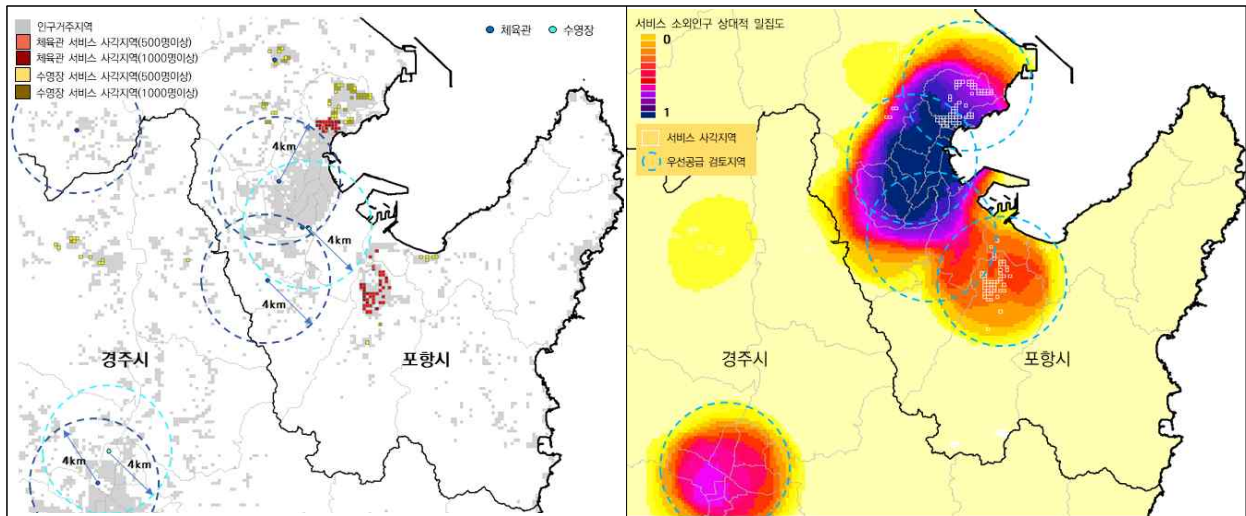 인구거주지역
체육관 서비스 사각지역(500명이상)
체육관 서비스 사각지역(1000명이상)
수영장 서비스 사각지역(500명이상)
수영장 서비스 사각지역(1000명이상)
체육관 수영장
4km
4km
4km
경주시 포항시
4km
4km
서비스 소외인구 상대적 밀집도
0
1
서비스 사각지역
우선공급 검토지역
경주시 포항시